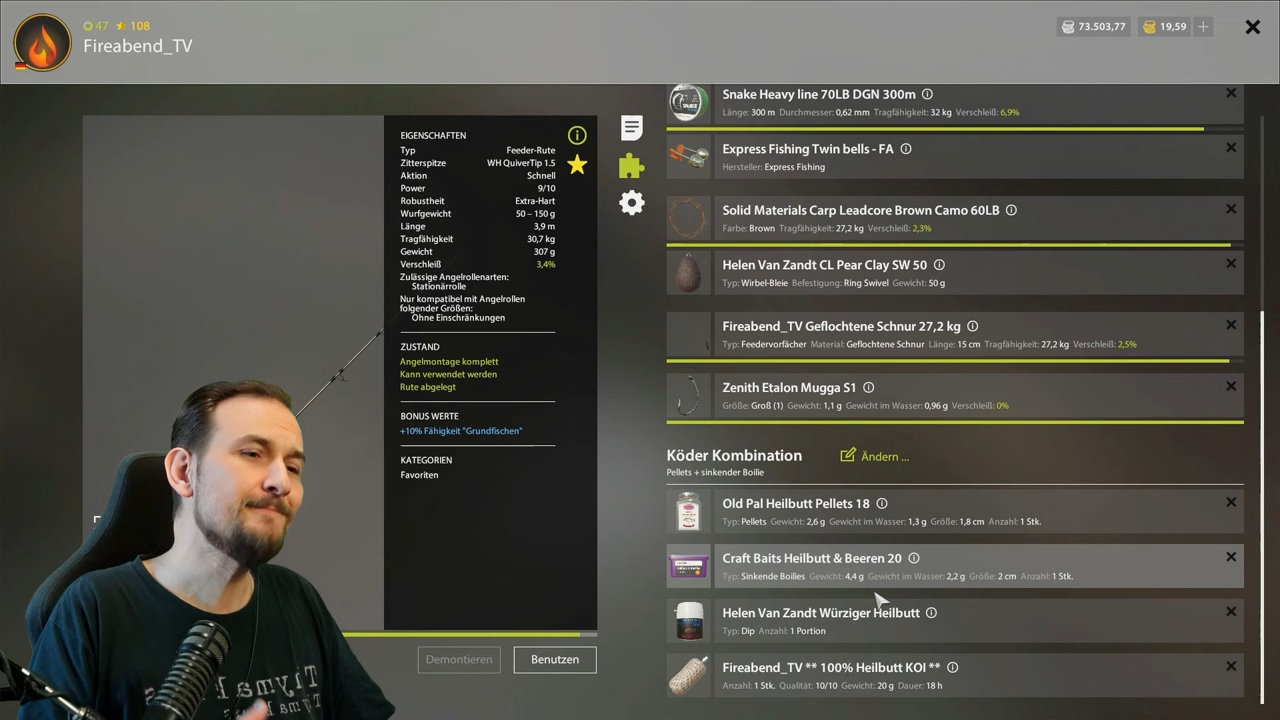 47 108
Fireabend_TV
73.503,77 19,59
EIGENSCHAFTEN
Typ Feeder-Rute
Zitterspitze WH QuiverTip 1.5
Aktion Schnell
Power 9/10
Robustheit Extra-Hart
Wurfgewicht 50 – 150 g
Länge 3,9 m
Tragfähigkeit 30,7 kg
Gewicht 307 g
Verschleiß 3,4%
Zulässige Angelrollenarten:
Stationärrolle
Nur kompatibel mit Angelrollen
folgender Größen:
Ohne Einschränkungen
ZUSTAND
Angelmontage komplett
Kann verwendet werden
Rute abgelegt
BONUS WERTE
+10% Fähigkeit "Grundfischen"
KATEGORIEN
Favoriten
Demontieren Benutzen
Snake Heavy line 70LB DGN 300m
Länge: 300 m Durchmesser: 0,62 mm Tragfähigkeit: 32 kg Verschleiß: 6,9%
Express Fishing Twin bells - FA
Hersteller: Express Fishing
Solid Materials Carp Leadcore Brown Camo 60LB
Farbe: Brown Tragfähigkeit: 27,2 kg Verschleiß: 2,3%
Helen Van Zandt CL Pear Clay SW 50
Typ: Wirbel-Bleie Befestigung: Ring Swivel Gewicht: 50 g
Fireabend_TV Geflochtene Schnur 27,2 kg
Typ: Feedervorfächer Material: Geflochtene Schnur Länge: 15 cm Tragfähigkeit: 27,2 kg Verschleiß: 2,5%
Zenith Etalon Mugga S1
Größe: Groß (1) Gewicht: 1,1 g Gewicht im Wasser: 0,96 g Verschleiß: 0%
Köder Kombination Ändern ...
Pellets + sinkender Boilie
Old Pal Heilbutt Pellets 18
Typ: Pellets Gewicht: 2,6 g Gewicht im Wasser: 1,3 g Größe: 1,8 cm Anzahl: 1 Stk.
Craft Baits Heilbutt & Beeren 20
Typ: Sinkende Boilies Gewicht: 4,4 g Gewicht im Wasser: 2,2 g Größe: 2 cm Anzahl: 1 Stk.
Helen Van Zandt Würziger Heilbutt
Typ: Dip Anzahl: 1 Portion
Fireabend_TV ** 100% Heilbutt KOI **
Anzahl: 1 Stk. Qualität: 10/10 Gewicht: 20 g Dauer: 18 h